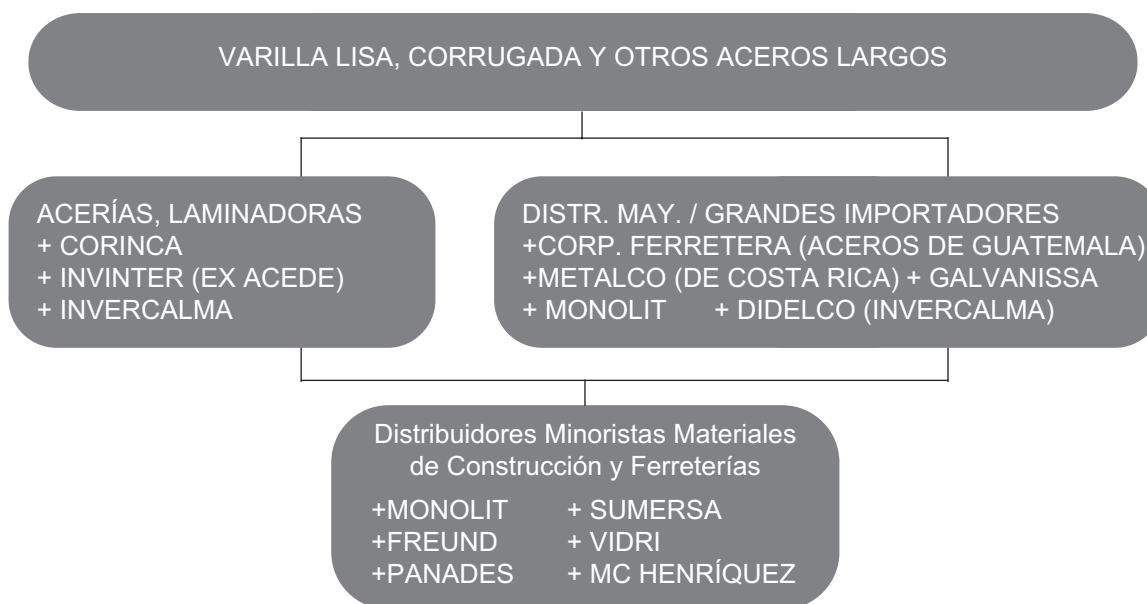 VARILLA LISA, CORRUGADA Y OTROS ACEROS LARGOS
ACERÍAS, LAMINADORAS
+ CORINCA
+ INVINTER (EX ACEDE)
+ INVERCALMA
DISTR. MAY. / GRANDES IMPORTADORES
+CORP. FERRETERA (ACEROS DE GUATEMALA)
+METALCO (DE COSTA RICA) + GALVANISSA
+ MONOLIT + DIDELCO (INVERCALMA)
Distribuidores Minoristas Materiales
de Construcción y Ferreterías
+MONOLIT + SUMERSA
+FREUND + VIDRI
+PANADES + MC HENRÍQUEZ